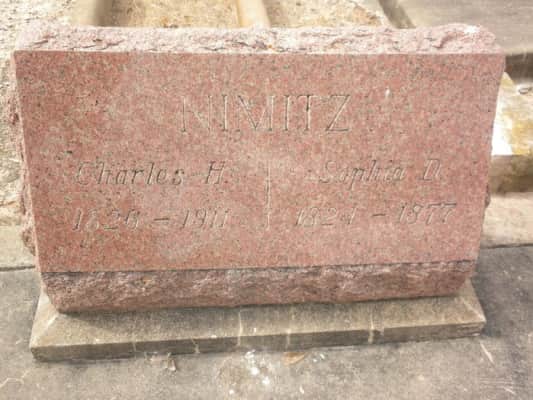 NIMITZ
Charles H. Sophia D.
1826 - 1911 1824 - 1877